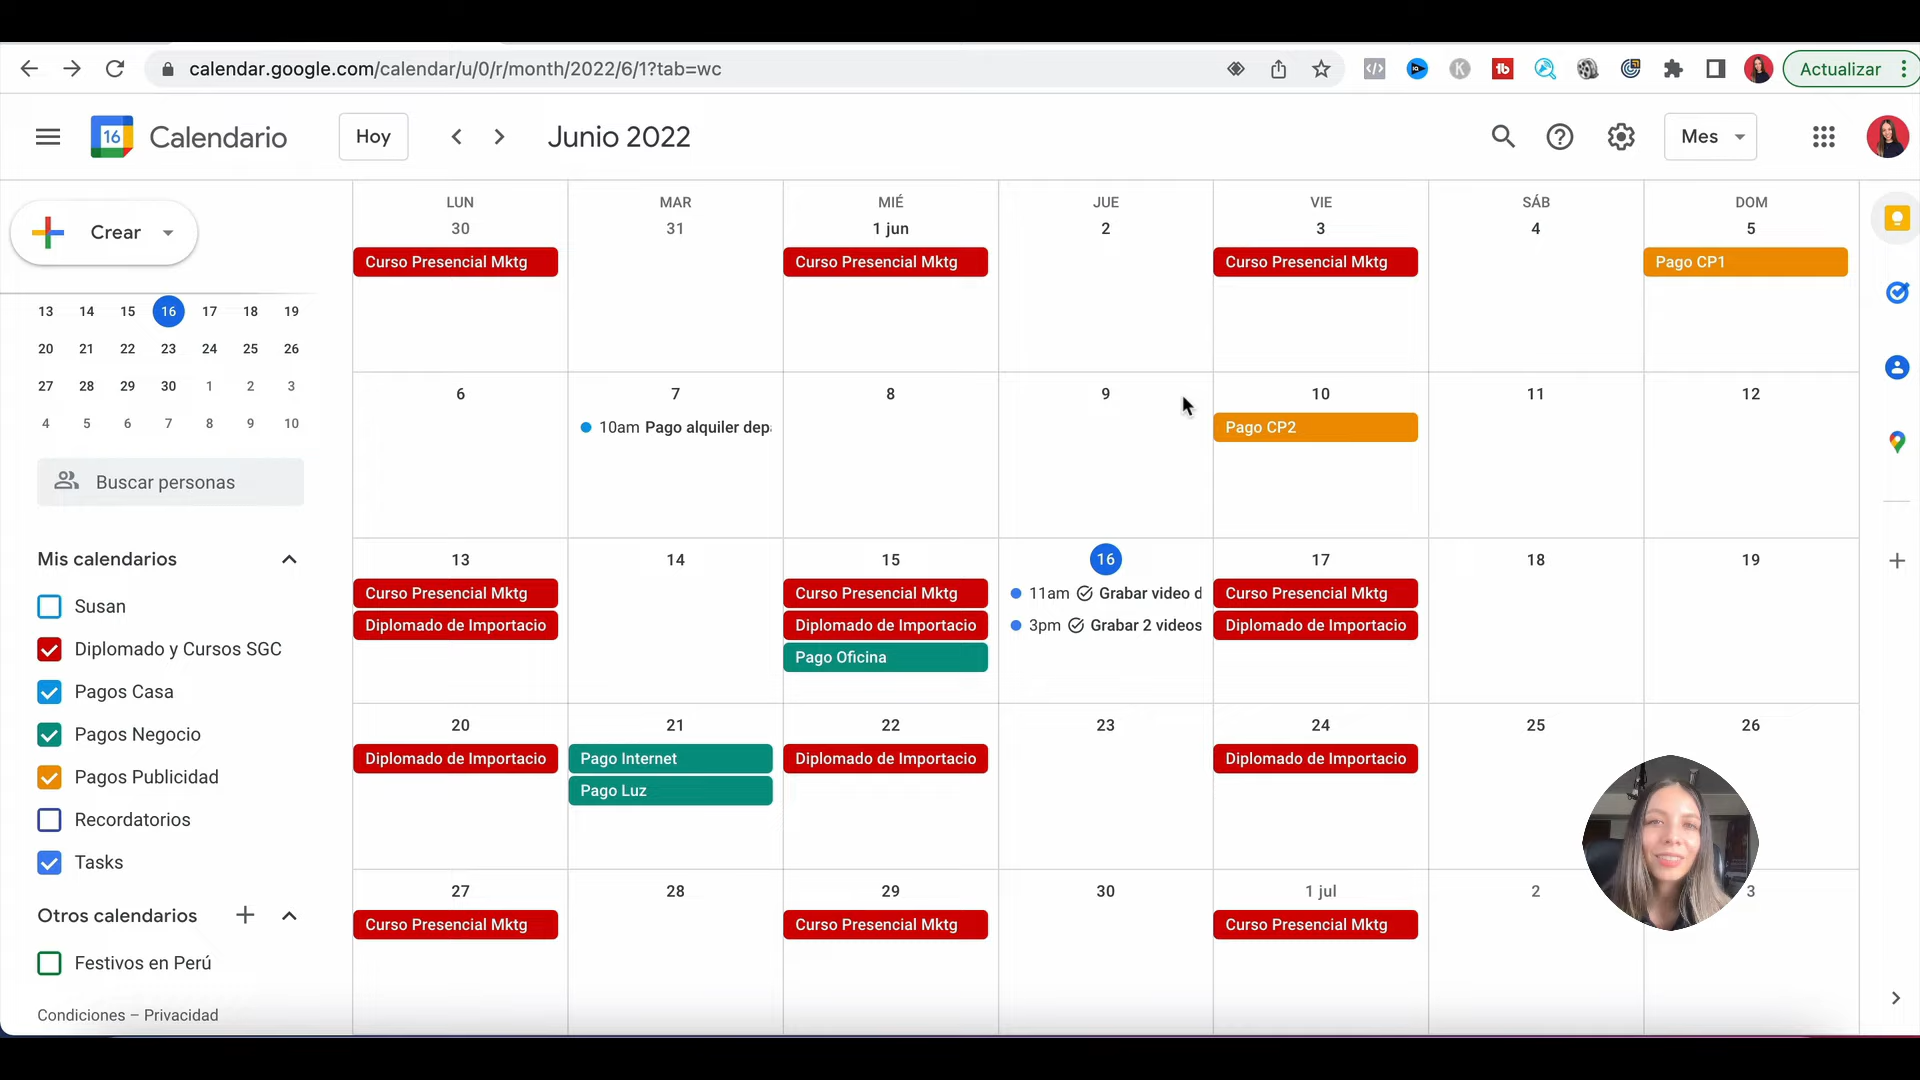 calendar.google.com/calendar/u/0/r/month/2022/6/1?tab=wc
Actualizar
16 Calendario Hoy Junio 2022 Mes
Crear
LUN MAR MIÉ JUE VIE SÁB DOM
30 31 1 jun 2 3 4 5
Curso Presencial Mktg Curso Presencial Mktg Curso Presencial Mktg Pago CP1
13 14 15 16 17 18 19
20 21 22 23 24 25 26
27 28 29 30 1 2 3
4 5 6 7 8 9 10
6 7 8 9 10 11 12
10am Pago alquiler dep Pago CP2
Buscar personas
Mis calendarios
Susan
Diplomado y Cursos SGC
Pagos Casa
Pagos Negocio
Pagos Publicidad
Recordatorios
Tasks
Otros calendarios
Festivos en Perú
Condiciones – Privacidad
13 14 15 16 17 18 19
Curso Presencial Mktg Curso Presencial Mktg 11am Grabar video d Curso Presencial Mktg
Diplomado de Importacio Diplomado de Importacio 3pm Grabar 2 videos Diplomado de Importacio
Pago Oficina
20 21 22 23 24 25 26
Diplomado de Importacio Pago Internet Diplomado de Importacio Diplomado de Importacio
Pago Luz
27 28 29 30 1 jul 2 3
Curso Presencial Mktg Curso Presencial Mktg Curso Presencial Mktg